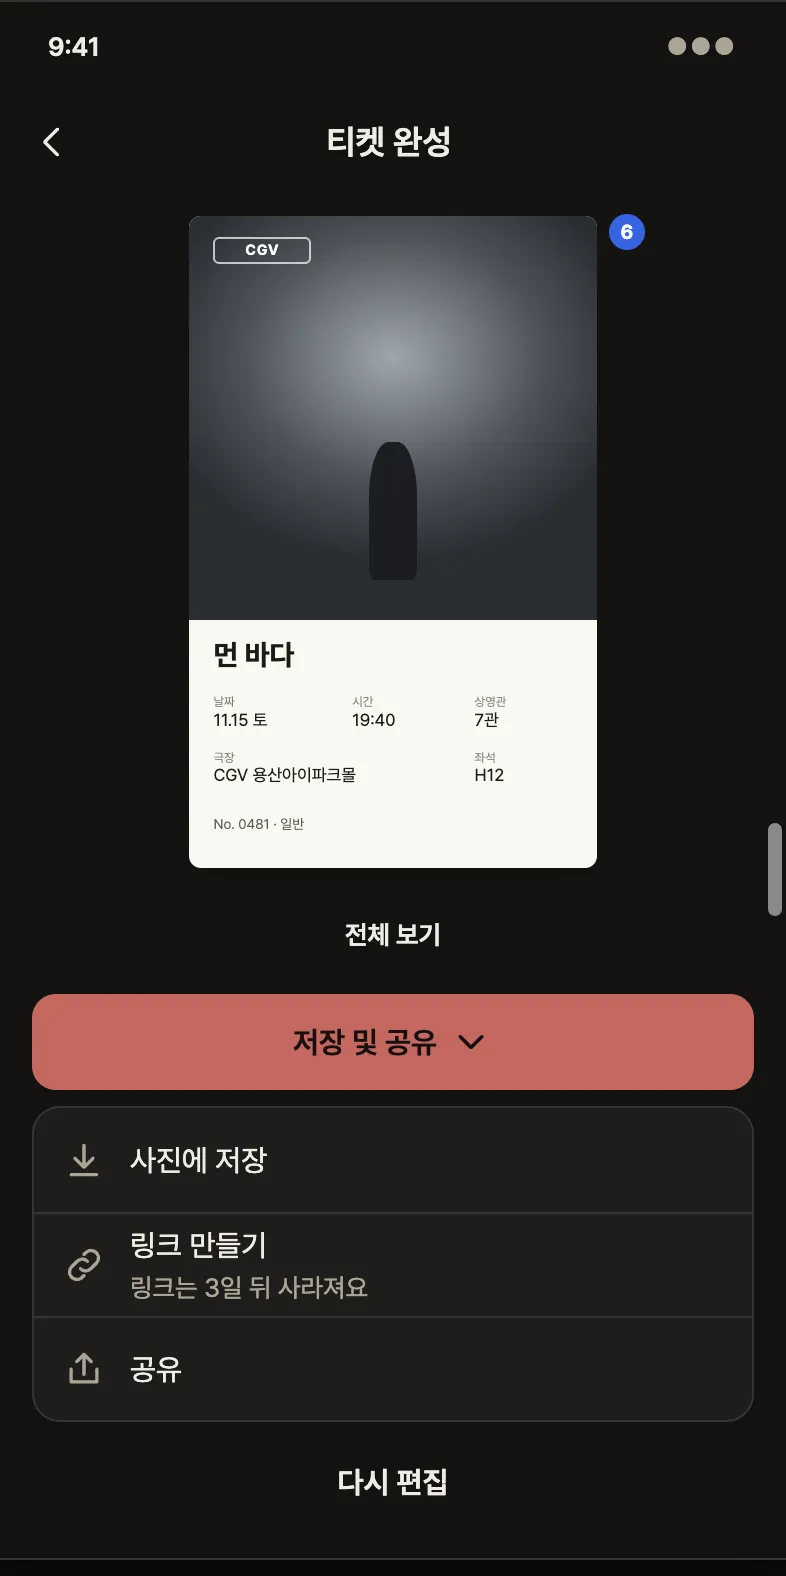 9:41
티켓 완성
CGV
6
먼 바다
날짜 시간 상영관
11.15 토 19:40 7관
극장 좌석
CGV 용산아이파크몰 H12
No. 0481 · 일반
전체 보기
저장 및 공유
사진에 저장
링크 만들기
링크는 3일 뒤 사라져요
공유
다시 편집